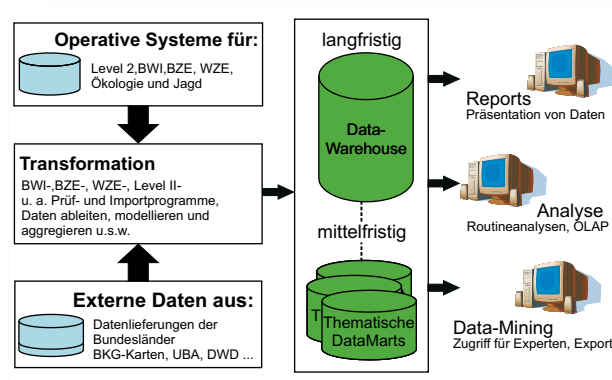 Operative Systeme für:
Level 2,BWI,BZE, WZE,
Ökologie und Jagd
Transformation
BWI-,BZE-, WZE-, Level II-
u. a. Prüf- und Importprogramme,
Daten ableiten, modellieren und
aggregieren u.s.w.
Externe Daten aus:
Datenlieferungen der
Bundesländer
BKG-Karten, UBA, DWD ...
langfristig
Data-
Warehouse
mittelfristig
T
Thematische
DataMarts
Reports
Präsentation von Daten
Analyse
Routineanalysen, OLAP
Data-Mining
Zugriff für Experten, Export